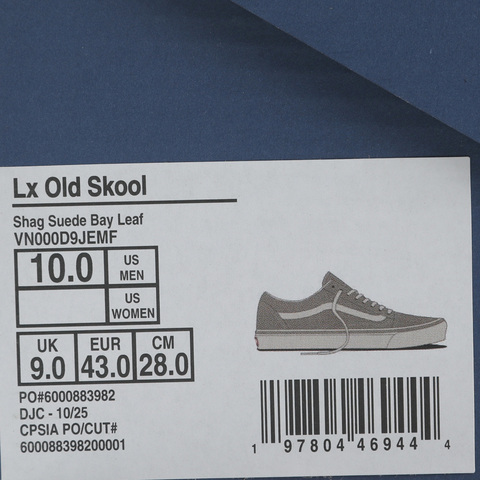 Lx Old Skool
Shag Suede Bay Leaf
VN000D9JEMF
10.0 US MEN
US WOMEN
UK EUR CM
9.0 43.0 28.0
PO#6000883982
DJC - 10/25
CPSIA PO/CUT#
600088398200001
1 97804 46944 4